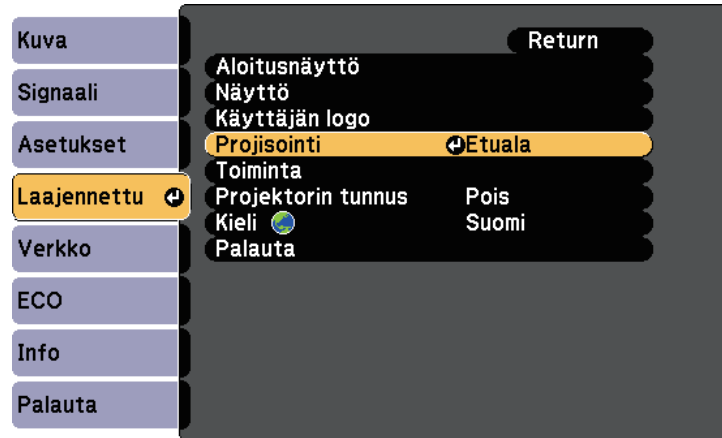 Kuva
Signaali
Asetukset
Laajennettu
Verkko
ECO
Info
Palauta
Return
Aloitusnäyttö
Näyttö
Käyttäjän logo
Projisointi Etuala
Toiminta
Projektorin tunnus Pois
Kieli Suomi
Palauta